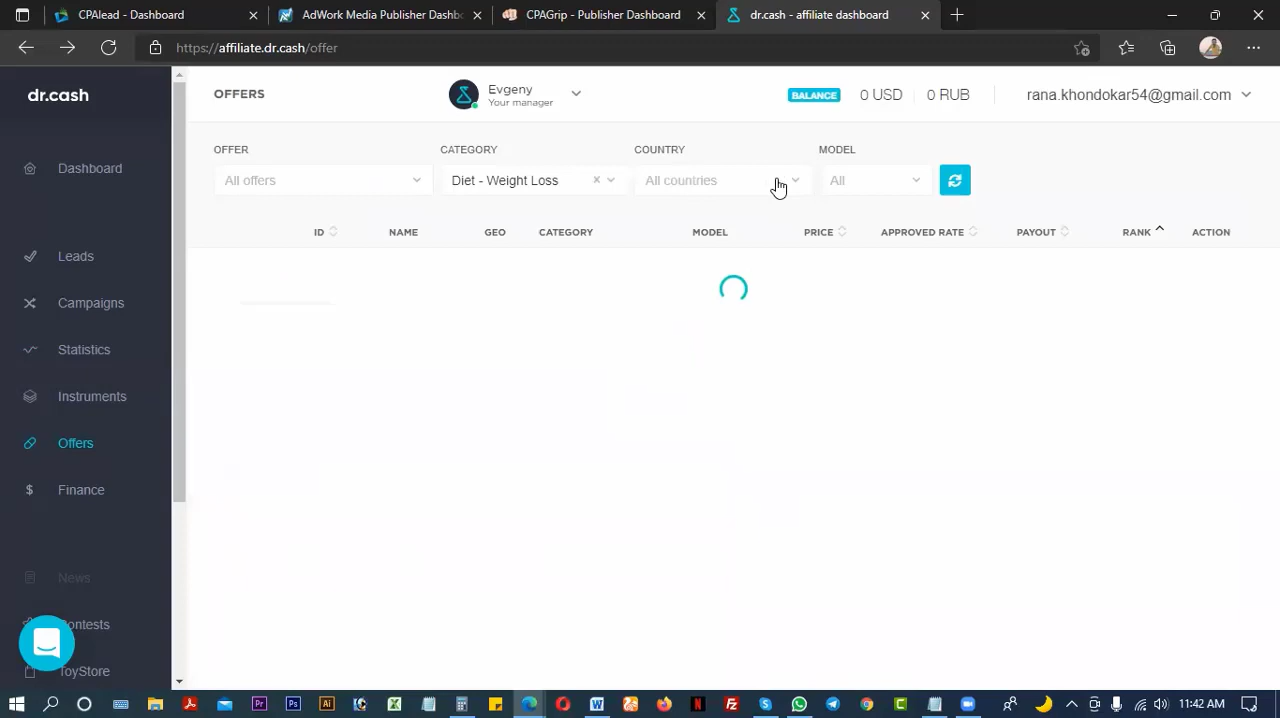 CPAlead - Dashboard
AdWork Media Publisher Dashb
CPAGrip - Publisher Dashboard
dr.cash - affiliate dashboard
https://affiliate.dr.cash/offer
dr.cash
OFFERS
Evgeny
Your manager
BALANCE
0 USD
0 RUB
rana.khondokar54@gmail.com
OFFER
CATEGORY
COUNTRY
MODEL
All offers
Diet - Weight Loss
All countries
All
ID
NAME
GEO
CATEGORY
MODEL
PRICE
APPROVED RATE
PAYOUT
RANK
ACTION
Dashboard
Leads
Campaigns
Statistics
Instruments
Offers
$ Finance
News
ontests
ToyStore
11:42 AM